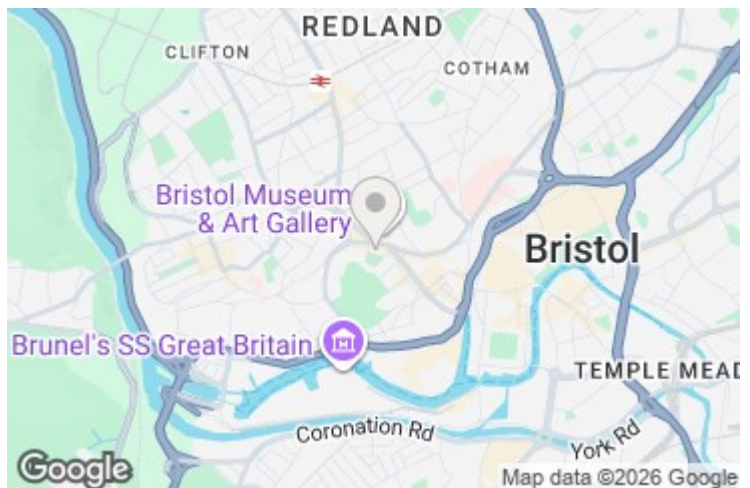 REDLAND
CLIFTON
COTHAM
Bristol Museum
& Art Gallery
Bristol
Brunel's SS Great Britain
TEMPLE MEAD
Coronation Rd
York Rd
Google
Map data ©2026 Google